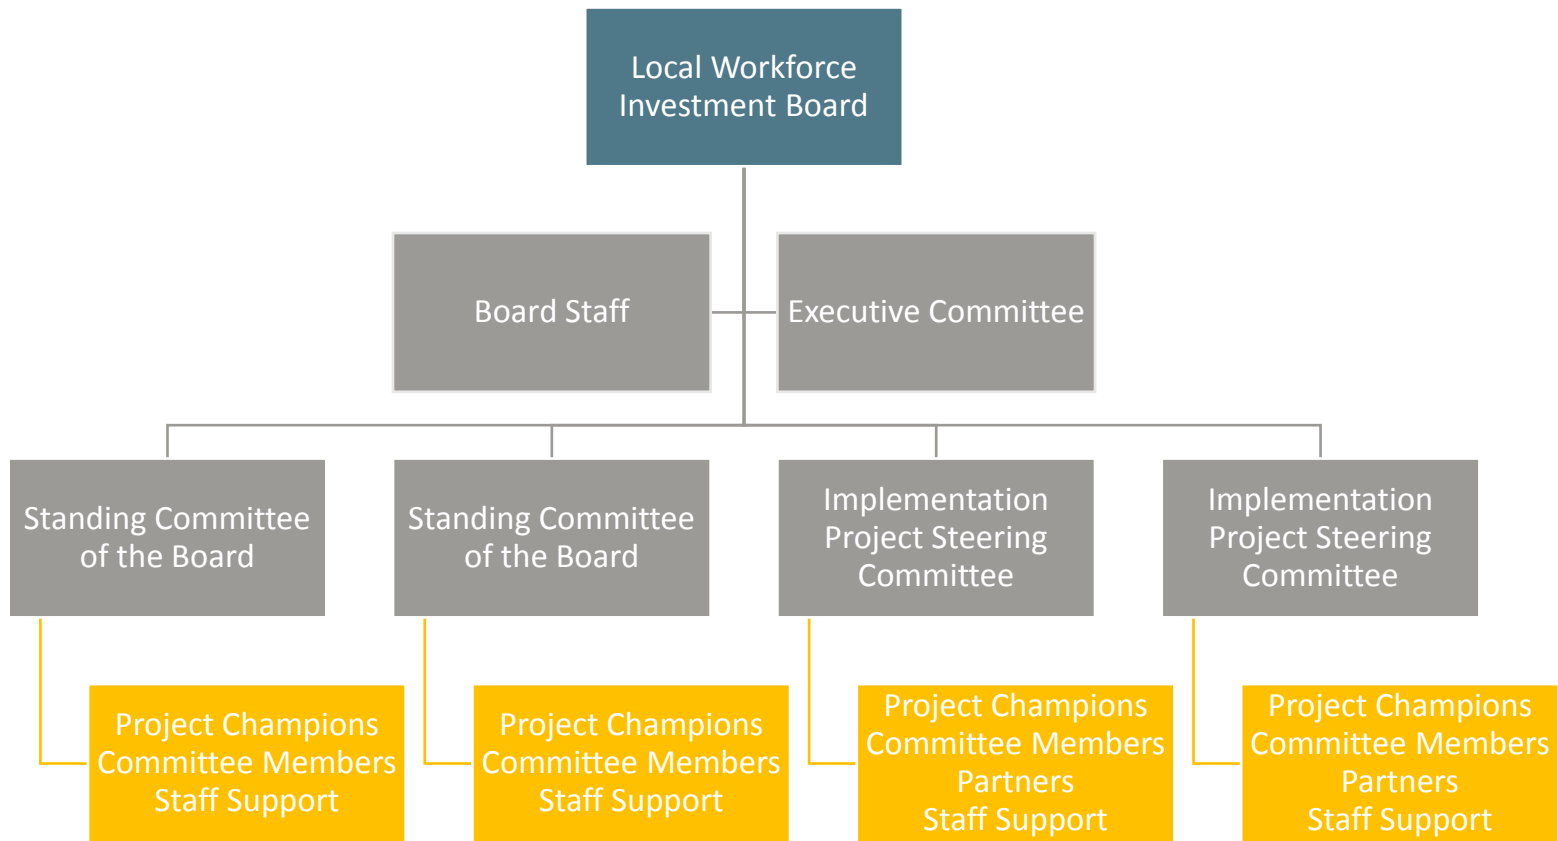 Local Workforce
Investment Board
Board Staff
Executive Committee
Standing Committee
of the Board
Standing Committee
of the Board
Implementation
Project Steering
Committee
Implementation
Project Steering
Committee
Project Champions
Committee Members
Staff Support
Project Champions
Committee Members
Staff Support
Project Champions
Committee Members
Partners
Staff Support
Project Champions
Committee Members
Partners
Staff Support